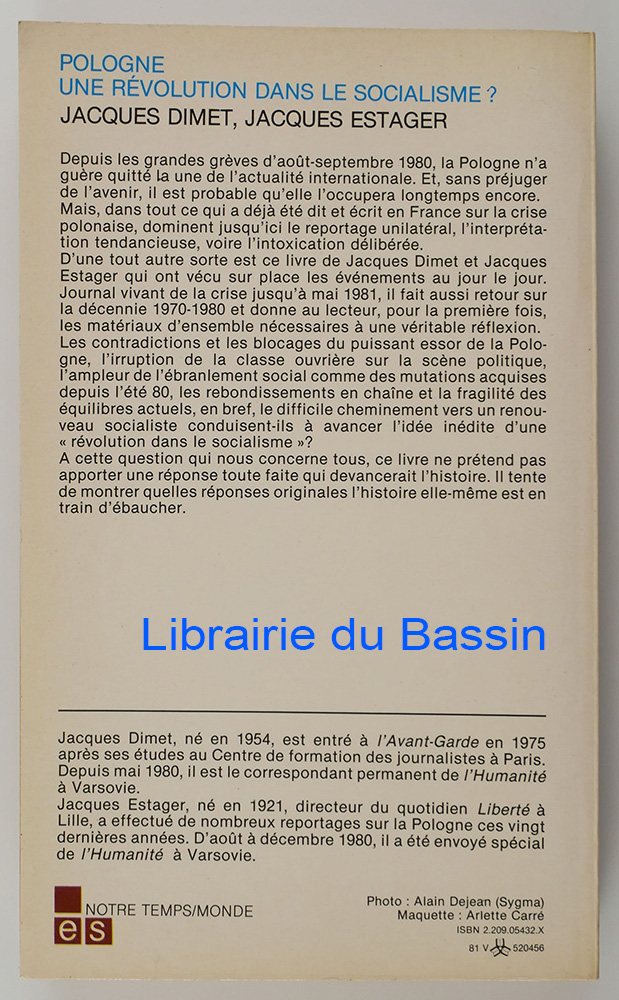 POLOGNE
UNE RÉVOLUTION DANS LE SOCIALISME ?
JACQUES DIMET, JACQUES ESTAGER
Depuis les grandes grèves d'août-septembre 1980, la Pologne n'a
guère quitté la une de l'actualité internationale. Et, sans préjuger
de l'avenir, il est probable qu'elle l'occupera longtemps encore.
Mais, dans tout ce qui a déjà été dit et écrit en France sur la crise
polonaise, dominent jusqu'ici le reportage unilatéral, l'interpréta-
tion tendancieuse, voire l'intoxication délibérée.
D'une tout autre sorte est ce livre de Jacques Dimet et Jacques
Estager qui ont vécu sur place les événements au jour le jour.
Journal vivant de la crise jusqu'à mai 1981, il fait aussi retour sur
la décennie 1970-1980 et donne au lecteur, pour la première fois,
les matériaux d'ensemble nécessaires à une véritable réflexion.
Les contradictions et les blocages du puissant essor de la Polo-
gne, l'irruption de la classe ouvrière sur la scène politique,
l'ampleur de l'ébranlement social comme des mutations acquises
depuis l'été 80, les rebondissements en chaîne et la fragilité des
équilibres actuels, en bref, le difficile cheminement vers un renou-
veau socialiste conduisent-ils à avancer l'idée inédite d'une
« révolution dans le socialisme »?
A cette question qui nous concerne tous, ce livre ne prétend pas
apporter une réponse toute faite qui devancerait l'histoire. Il tente
de montrer quelles réponses originales l'histoire elle-même est en
train d'ébaucher.
Librairie du Bassin
Jacques Dimet, né en 1954, est entré à l'Avant-Garde en 1975
après ses études au Centre de formation des journalistes à Paris.
Depuis mai 1980, il est le correspondant permanent de l'Humanité
à Varsovie.
Jacques Estager, né en 1921, directeur du quotidien Liberté à
Lille, a effectué de nombreux reportages sur la Pologne ces vingt
dernières années. D'août à décembre 1980, il a été envoyé spécial
de l'Humanité à Varsovie.
NOTRE TEMPS/MONDE
es
Photo : Alain Dejean (Sygma)
Maquette : Arlette Carré
ISBN 2.209.05432.X
81 V 520456